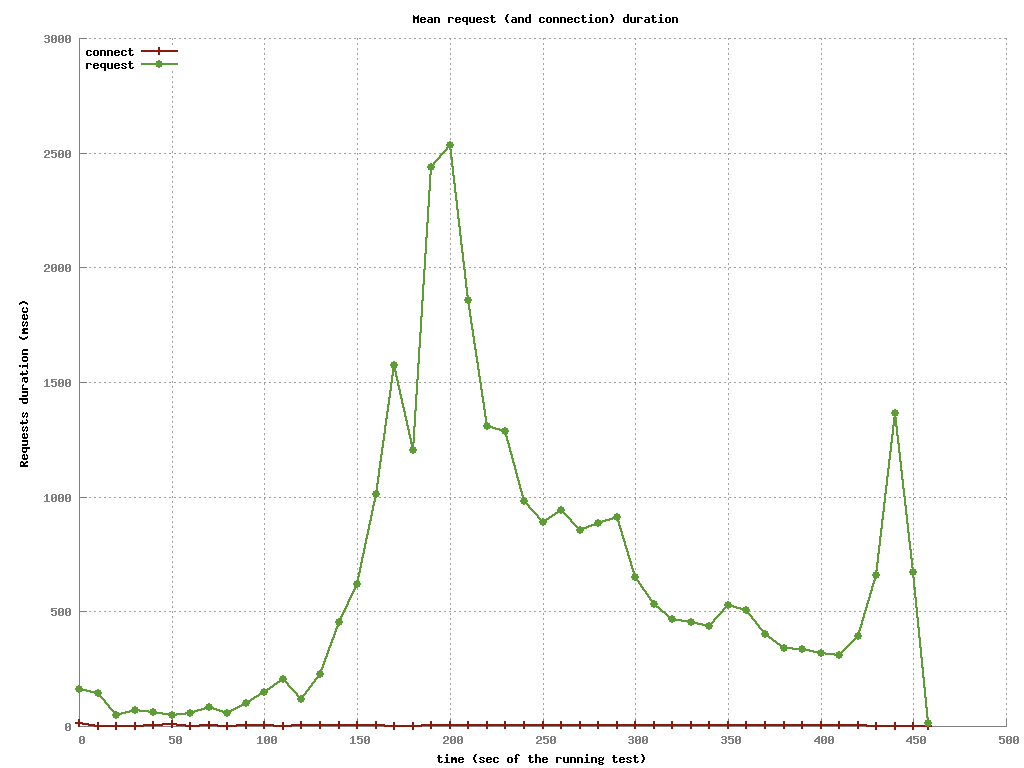 Mean request (and connection) duration
3000
connect
request
2500
2000
1500
1000
500
0
Requests duration (msec)
0 50 100 150 200 250 300 350 400 450 500
time (sec of the running test)